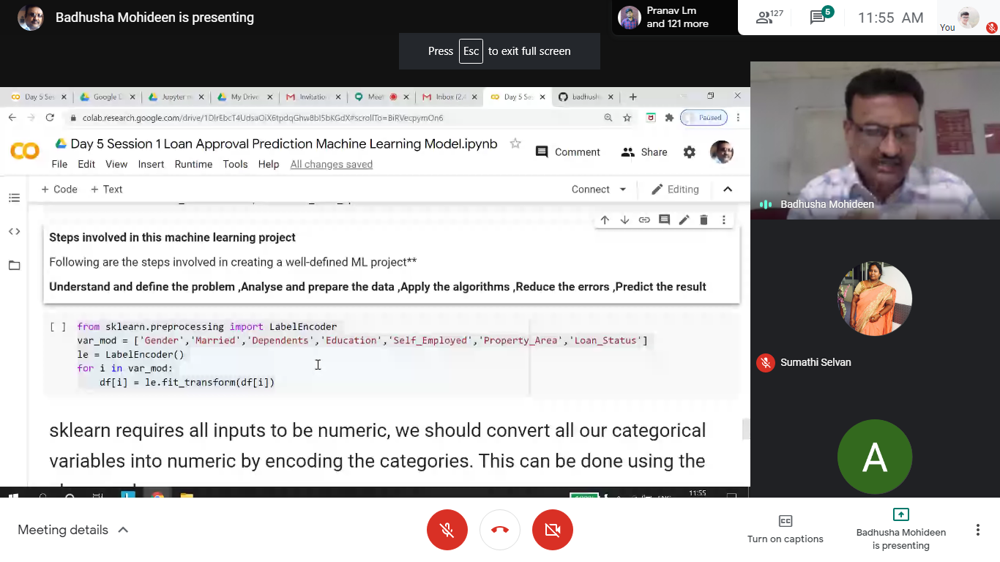 Badhusha Mohideen is presenting
Pranav Lm
and 121 more
127
5
11:55 AM
You
Press Esc to exit full screen
Day 5 Ses
Google D
Jupyter n
My Drive
Invitation
Meet
Inbox (2,4
Day 5 Se
badhush
colab.research.google.com/drive/1DlrEbcT4UdsaOiX6tpdqGhw8bI5bKGdX#scrollTo=BiRVecpymOn6
Paused
Day 5 Session 1 Loan Approval Prediction Machine Learning Model.ipynb
File Edit View Insert Runtime Tools Help All changes saved
Comment
Share
+ Code + Text
Connect
Editing
Steps involved in this machine learning project
Following are the steps involved in creating a well-defined ML project**
Understand and define the problem ,Analyse and prepare the data ,Apply the algorithms ,Reduce the errors ,Predict the result
[ ] from sklearn.preprocessing import LabelEncoder
var_mod = ['Gender','Married','Dependents','Education','Self_Employed','Property_Area','Loan_Status']
le = LabelEncoder()
for i in var_mod:
df[i] = le.fit_transform(df[i])
sklearn requires all inputs to be numeric, we should convert all our categorical
variables into numeric by encoding the categories. This can be done using the
11:55
Badhusha Mohideen
Sumathi Selvan
A
Meeting details
Turn on captions
Badhusha Mohideen
is presenting